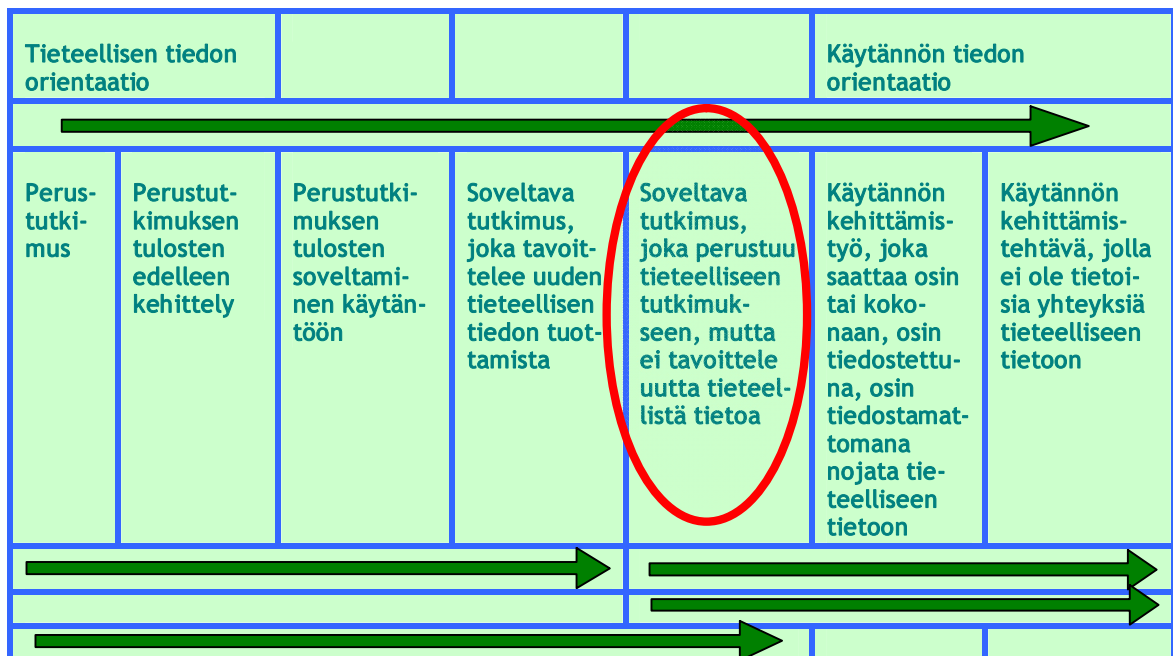 Tieteellisen tiedon
orientaatio
Käytännön tiedon
orientaatio
Perus-
tutki-
mus
Perustut-
kimuksen
tulosten
edelleen
kehittely
Perustutki-
muksen
tulosten
soveltami-
nen käytän-
töön
Soveltava
tutkimus,
joka tavoit-
telee uuden
tieteellisen
tiedon tuot-
tamista
Soveltava
tutkimus,
joka perustuu
tieteelliseen
tutkimuk-
seen, mutta
ei tavoittele
uutta tieteel-
listä tietoa
Käytännön
kehittämis-
työ, joka
saattaa osin
tai koko-
naan, osin
tiedostettu-
na, osin
tiedostamat-
tomana
nojata tie-
teelliseen
tietoon
Käytännön
kehittämis-
tehtävä, jolla
ei ole tietoi-
sia yhteyksiä
tieteelliseen
tietoon